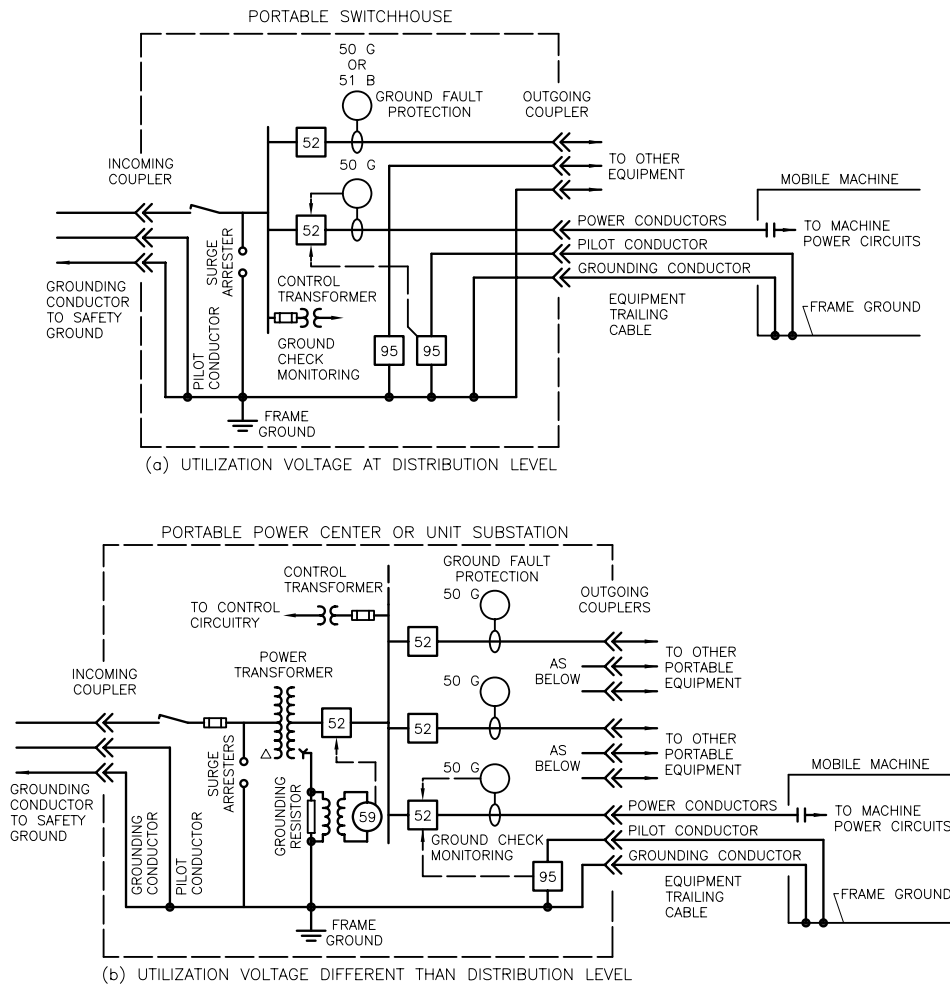 PORTABLE SWITCHHOUSE
50 G
OR
51 B
GROUND FAULT
PROTECTION
OUTGOING
COUPLER
52
INCOMING
COUPLER
50 G
TO OTHER
EQUIPMENT
MOBILE MACHINE
52
POWER CONDUCTORS
TO MACHINE
POWER CIRCUITS
PILOT CONDUCTOR
SURGE
ARRESTER
GROUNDING CONDUCTOR
CONTROL
TRANSFORMER
GROUNDING
CONDUCTOR
TO SAFETY
GROUND
EQUIPMENT
TRAILING
CABLE
FRAME GROUND
PILOT
CONDUCTOR
GROUND
CHECK
MONITORING
95
95
FRAME
GROUND
(a) UTILIZATION VOLTAGE AT DISTRIBUTION LEVEL
PORTABLE POWER CENTER OR UNIT SUBSTATION
GROUND FAULT
PROTECTION
CONTROL
TRANSFORMER
50 G
OUTGOING
COUPLERS
TO CONTROL
CIRCUITRY
52
POWER
TRANSFORMER
AS
BELOW
TO OTHER
PORTABLE
EQUIPMENT
INCOMING
COUPLER
50 G
52
52
TO OTHER
PORTABLE
EQUIPMENT
AS
BELOW
SURGE
ARRESTERS
50 G
MOBILE MACHINE
GROUNDING
CONDUCTOR
TO SAFETY
GROUND
GROUNDING
RESISTOR
59
52
POWER CONDUCTORS
TO MACHINE
POWER CIRCUITS
PILOT CONDUCTOR
GROUND CHECK
MONITORING
GROUNDING CONDUCTOR
GROUNDING
CONDUCTOR
PILOT
CONDUCTOR
95
EQUIPMENT
TRAILING
CABLE
FRAME GROUND
FRAME
GROUND
(b) UTILIZATION VOLTAGE DIFFERENT THAN DISTRIBUTION LEVEL